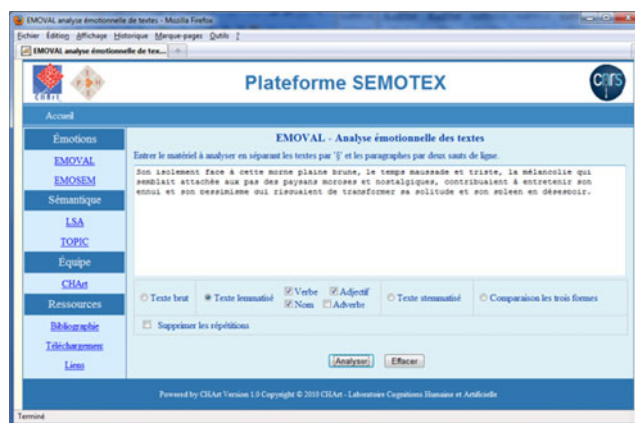 EMOVAL analyse émotionnelle de textes - Mozilla Firefox
Fichier Édition Affichage Historique Marque-pages Outils ?
EMOVAL analyse émotionnelle de tex...
CHArt
Plateforme SEMOTEX
cnrs
Accueil
Émotions
EMOVAL
EMOSEM
Sémantique
LSA
TOPIC
Équipe
CHArt
Ressources
Bibliographie
Téléchargement
Liens
EMOVAL - Analyse émotionnelle des textes
Entrer le matériel à analyser en séparant les textes par '§' et les paragraphes par deux sauts de ligne.
Son isolement face à cette morne plaine brune, le temps maussade et triste, la mélancolie qui
semblait attachée aux pas des paysans moroses et nostalgiques, contribuaient à entretenir son
ennui et son pessimisme qui risquaient de transformer sa solitude et son spleen en désespoir.
Texte brut
Texte lemmatisé
Verbe Adjectif
Nom Adverbe
Texte stemmatisé
Comparaison les trois formes
Supprimer les répétitions
Analyser Effacer
Powered by CHArt Version 1.0 Copyright © 2010 CHArt - Laboratoire Cognitions Humaine et Artificielle
Terminé